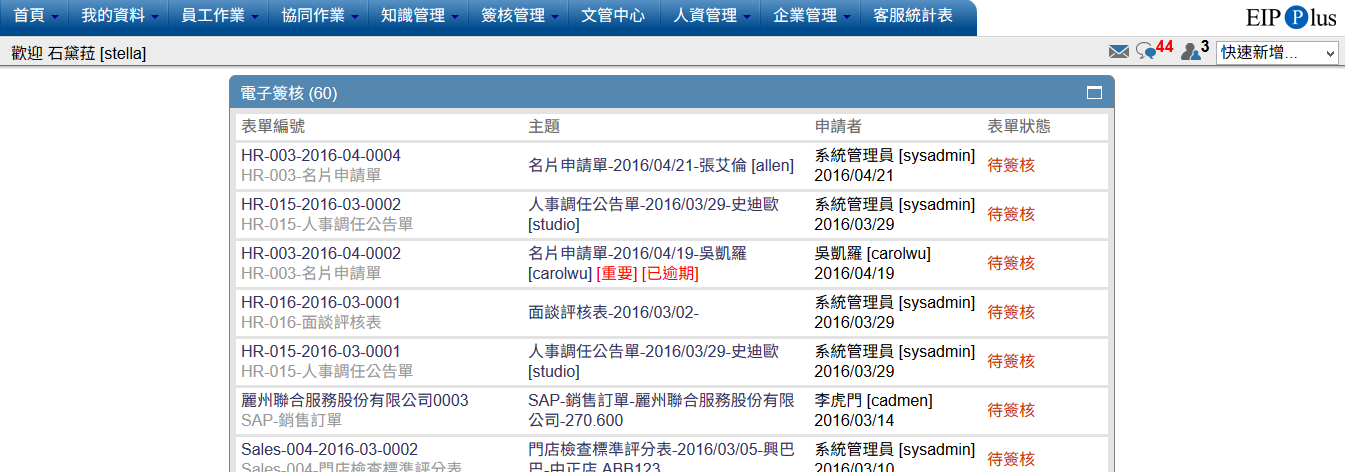 首頁 我的資料 員工作業 協同作業 知識管理 簽核管理 文管中心 人資管理 企業管理 客服統計表 EIP Plus
歡迎 石黛菈 [stella] 44 3 快速新增...
電子簽核 (60)
表單編號 主題 申請者 表單狀態
HR-003-2016-04-0004
HR-003-名片申請單
名片申請單-2016/04/21-張艾倫 [allen]
系統管理員 [sysadmin]
2016/04/21
待簽核
HR-015-2016-03-0002
HR-015-人事調任公告單
人事調任公告單-2016/03/29-史迪歐
[studio]
系統管理員 [sysadmin]
2016/03/29
待簽核
HR-003-2016-04-0002
HR-003-名片申請單
名片申請單-2016/04/19-吳凱羅
[carolwu] [重要] [已逾期]
吳凱羅 [carolwu]
2016/04/19
待簽核
HR-016-2016-03-0001
HR-016-面談評核表
面談評核表-2016/03/02-
系統管理員 [sysadmin]
2016/03/29
待簽核
HR-015-2016-03-0001
HR-015-人事調任公告單
人事調任公告單-2016/03/29-史迪歐
[studio]
系統管理員 [sysadmin]
2016/03/29
待簽核
麗州聯合服務股份有限公司0003
SAP-銷售訂單
SAP-銷售訂單-麗州聯合服務股份有限
公司-270.600
李虎門 [cadmen]
2016/03/14
待簽核
Sales-004-2016-03-0002
Sales-004-門店檢查標準評分表
門店檢查標準評分表-2016/03/05-興巴
巴-中正店 ABB123
系統管理員 [sysadmin]
2016/03/10
待簽核